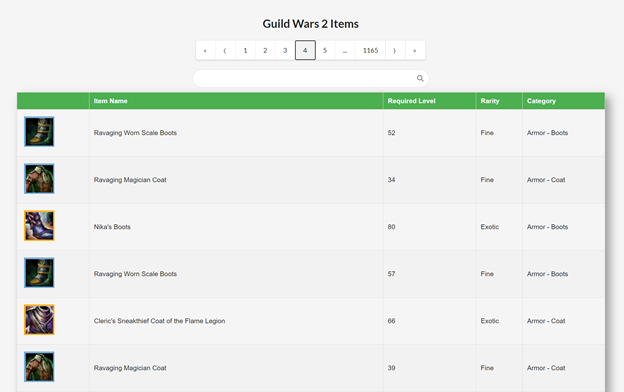 Guild Wars 2 Items
« ⟨ 1 2 3 4 5 ... 1165 ⟩ »
Item Name Required Level Rarity Category
Ravaging Worn Scale Boots 52 Fine Armor - Boots
Ravaging Magician Coat 34 Fine Armor - Coat
Nika's Boots 80 Exotic Armor - Boots
Ravaging Worn Scale Boots 57 Fine Armor - Boots
Cleric's Sneakthief Coat of the Flame Legion 66 Exotic Armor - Coat
Ravaging Magician Coat 39 Fine Armor - Coat